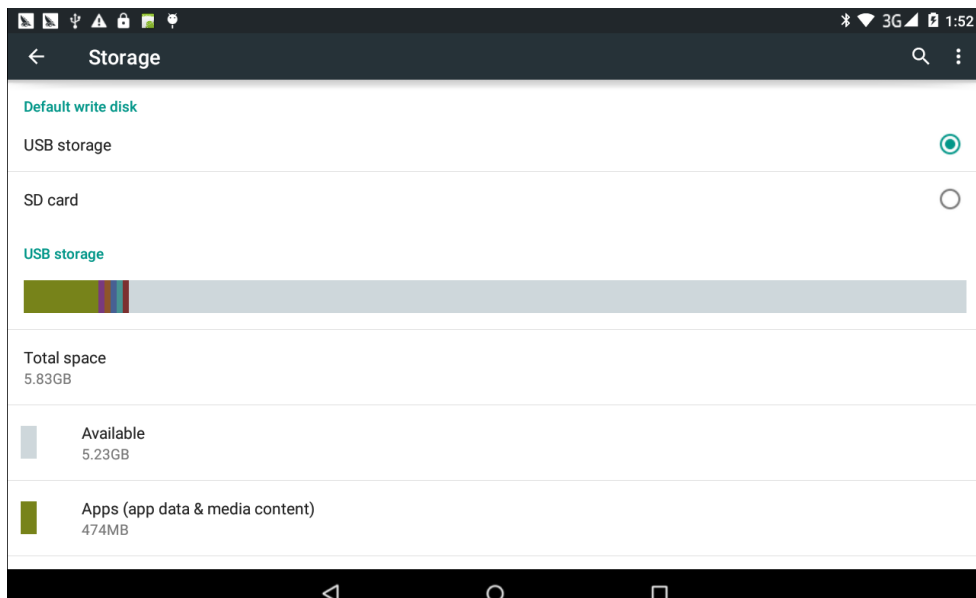 3G 1:52
Storage
Default write disk
USB storage
SD card
USB storage
Total space
5.83GB
Available
5.23GB
Apps (app data & media content)
474MB